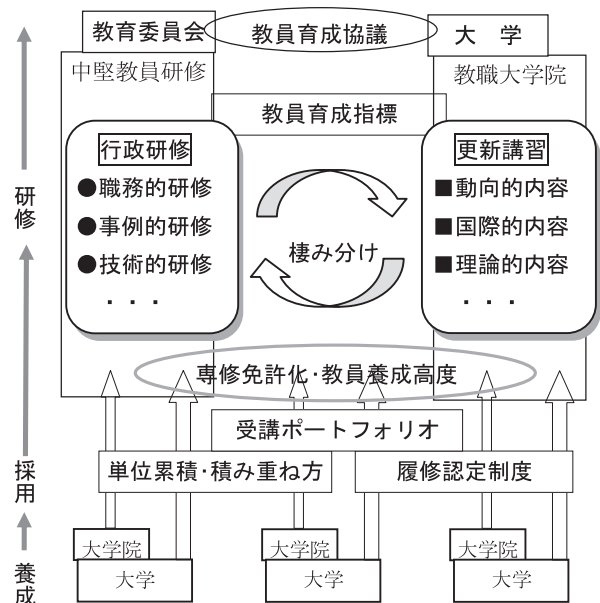 教育委員会
教員育成協議
大 学
中堅教員研修
教職大学院
教員育成指標
行政研修
●職務的研修
●事例的研修
●技術的研修
・・・
棲み分け
更新講習
■動向的内容
■国際的内容
■理論的内容
・・・
専修免許化・教員養成高度
受講ポートフォリオ
単位累積・積み重ね方
履修認定制度
大学院
大学
大学院
大学
大学院
大学
研修
採用
養成